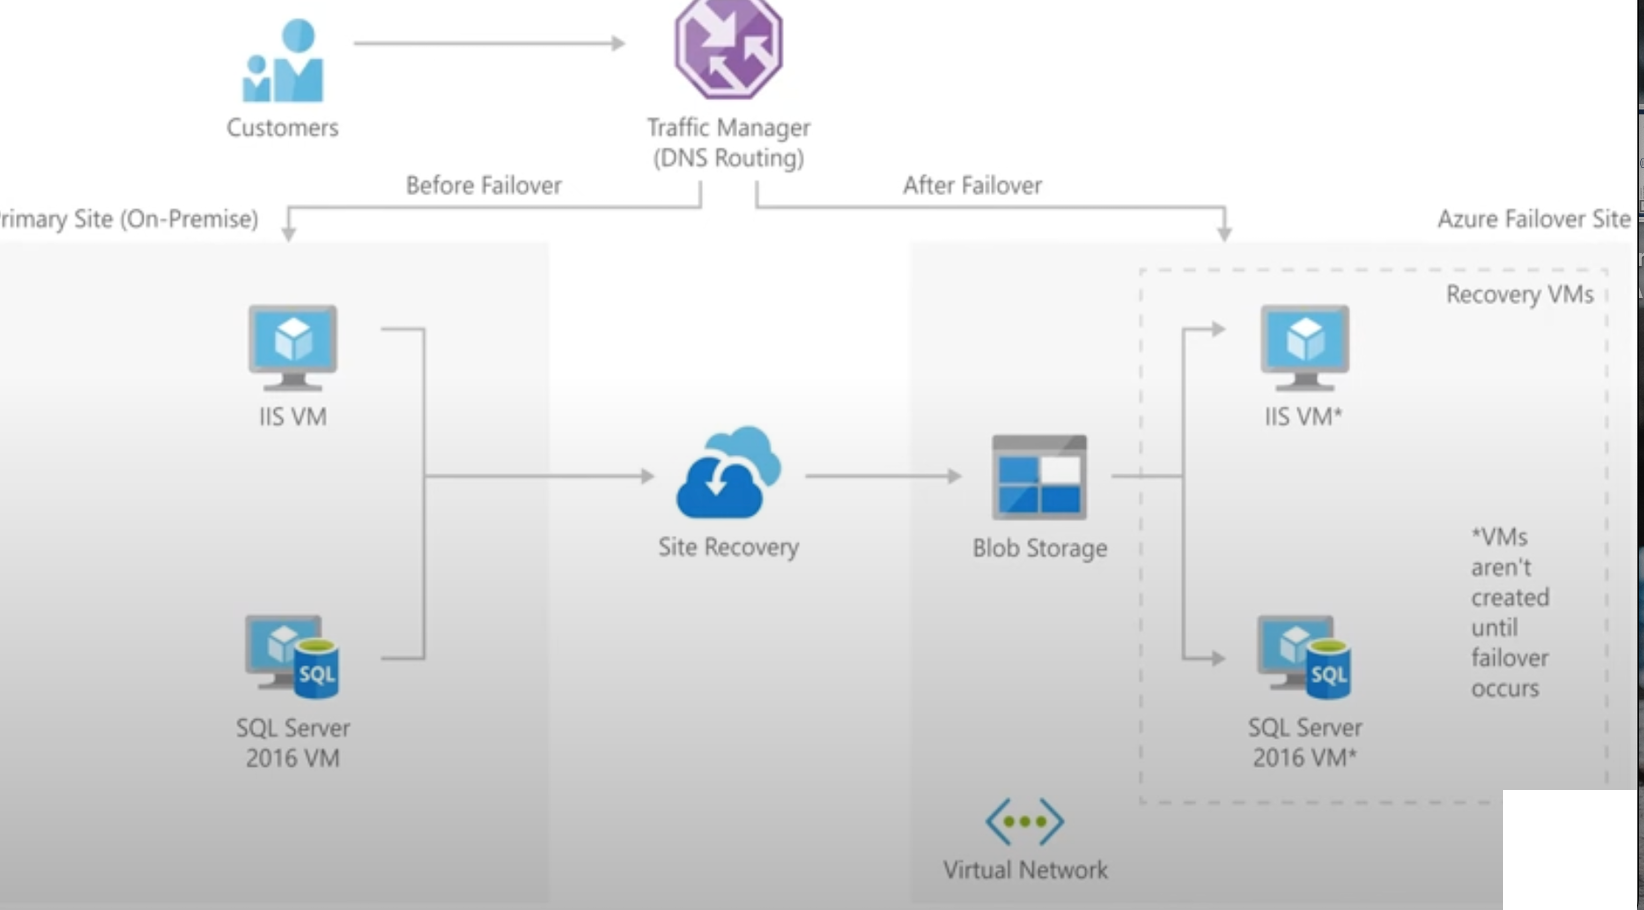 Customers
Traffic Manager
(DNS Routing)
Before Failover
After Failover
rimary Site (On-Premise)
Azure Failover Site
Recovery VMs
IIS VM
IIS VM*
Site Recovery
Blob Storage
*VMs
aren't
created
until
failover
occurs
SQL
SQL Server
2016 VM
SQL
SQL Server
2016 VM*
Virtual Network